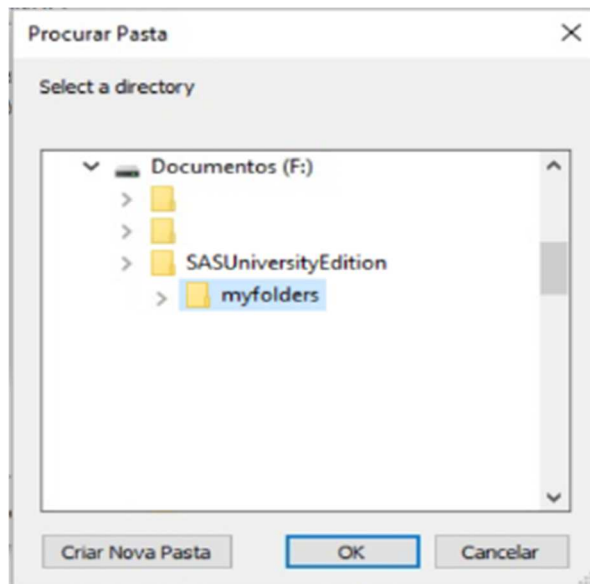 Procurar Pasta
Select a directory
Documentos (F:)
SASUniversityEdition
myfolders
Criar Nova Pasta OK Cancelar